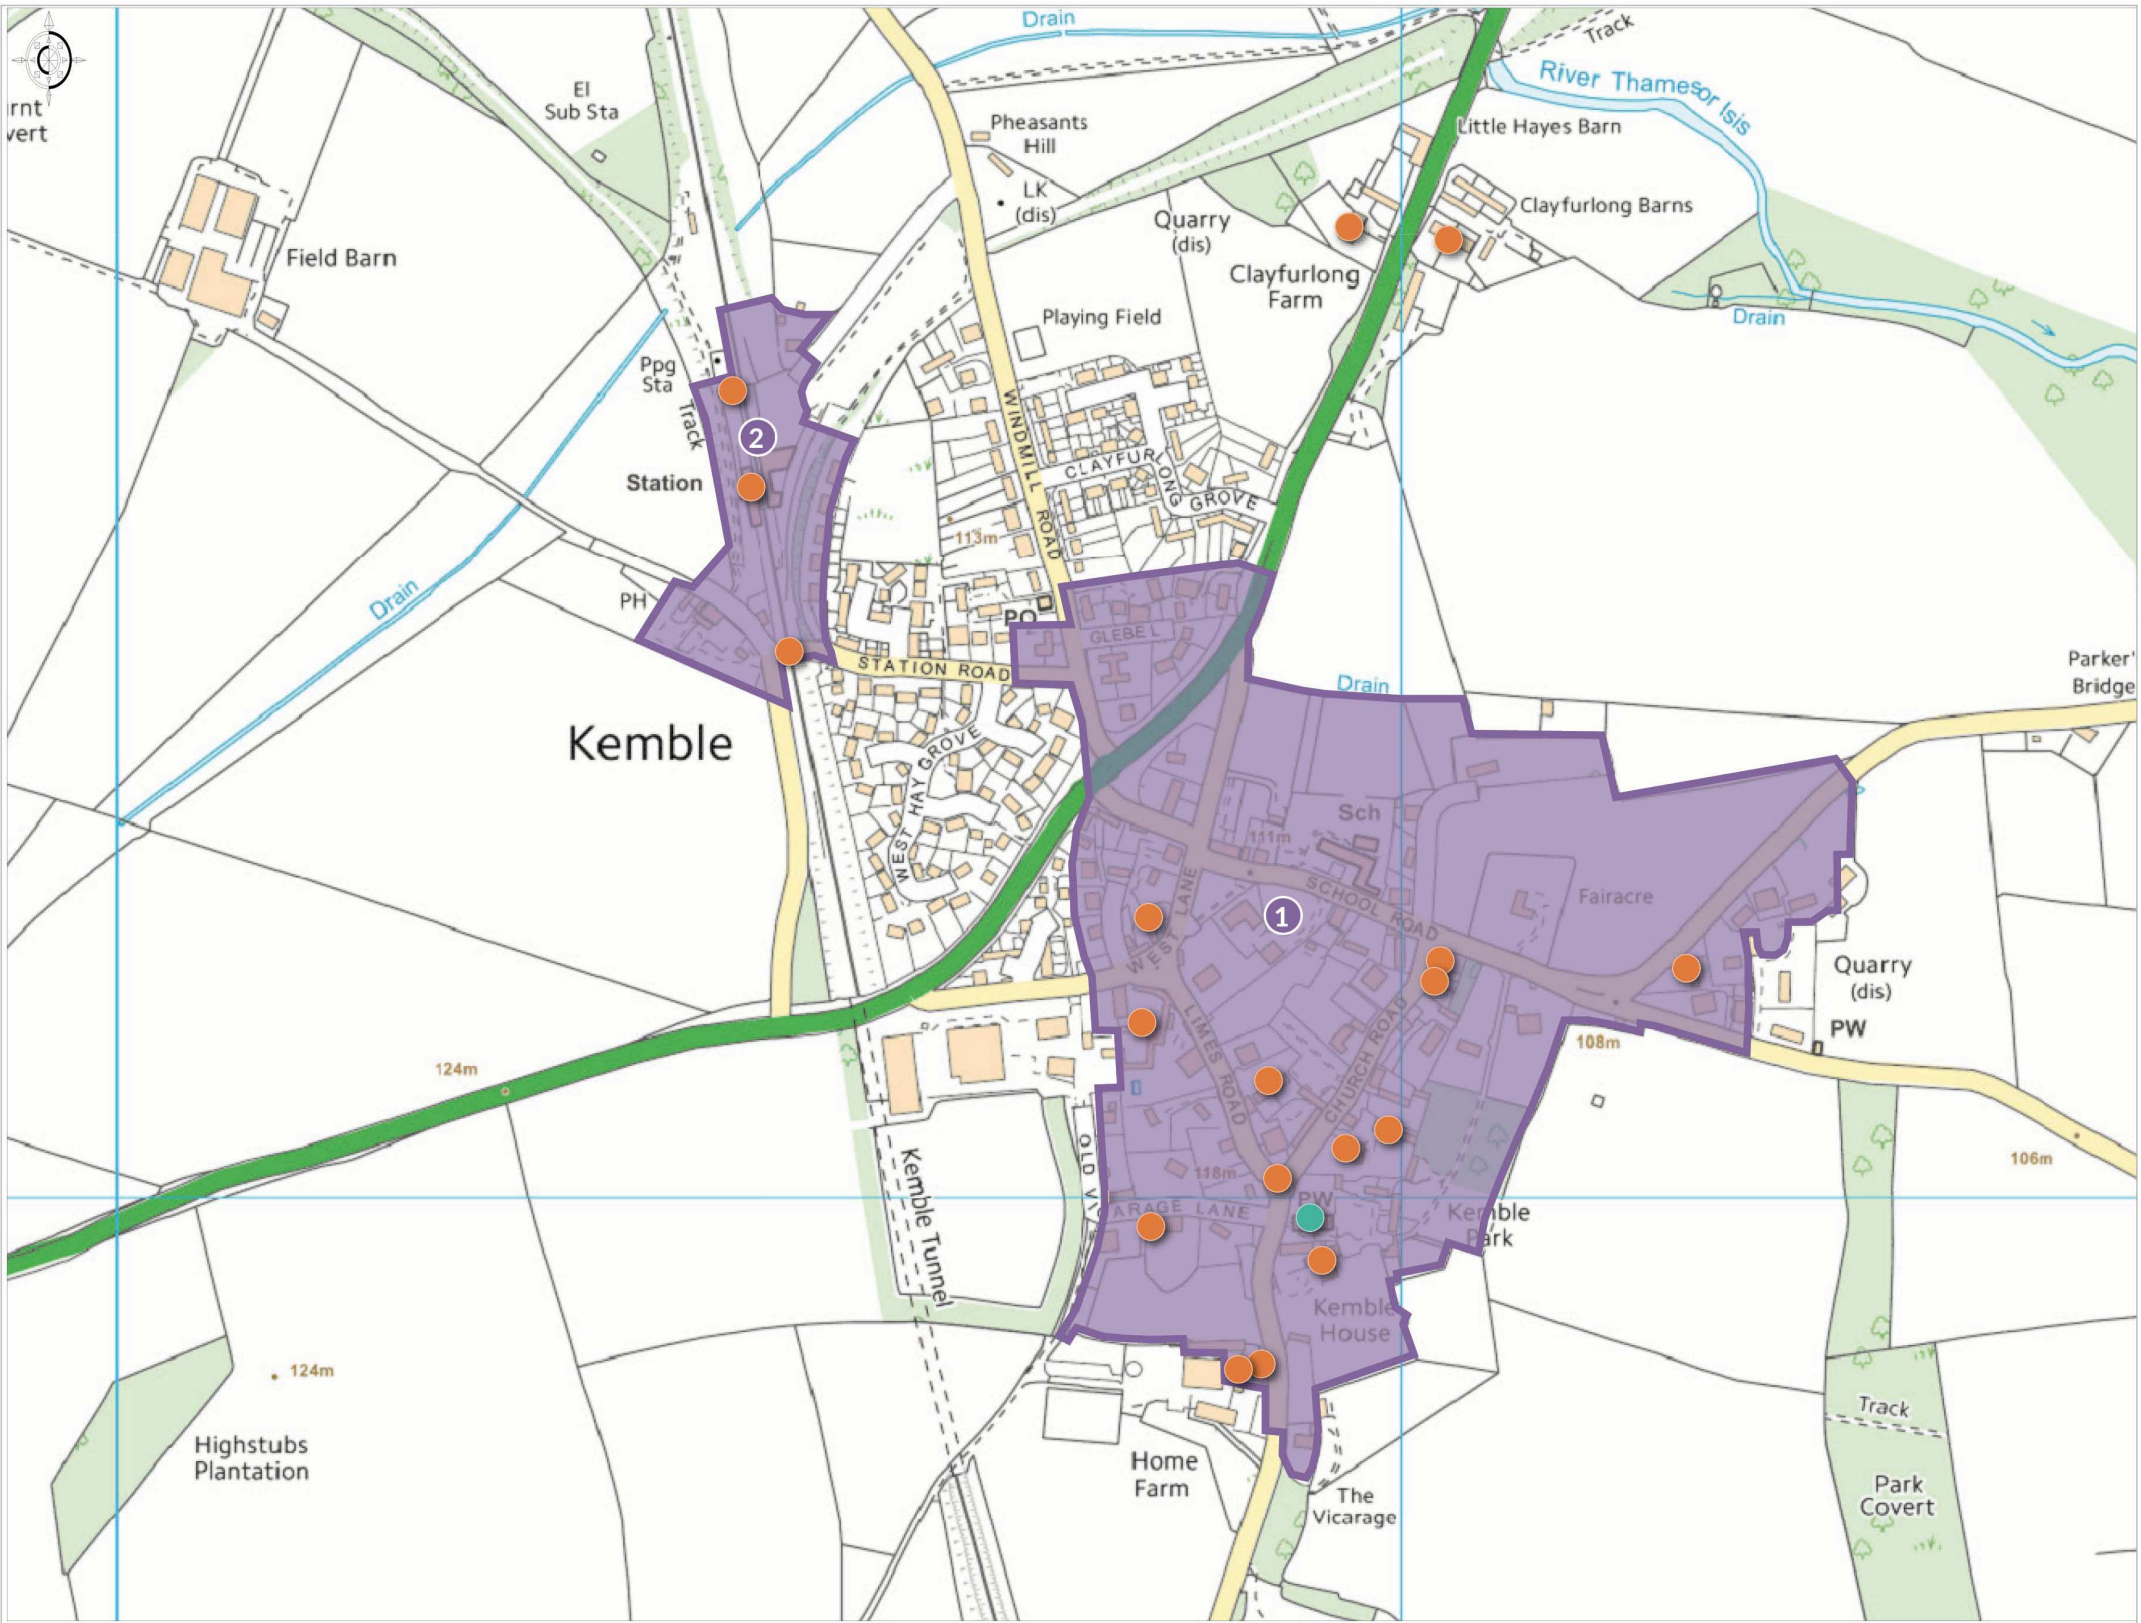 Drain
Track
River Thames or Isis
El
Sub Sta
rnt
vert
Pheasants
Hill
Little Hayes Barn
LK
(dis)
Quarry
(dis)
Clayfurlong Barns
Field Barn
Clayfurlong
Farm
Playing Field
Drain
Ppg
Sta
Track
WINDMILL ROAD
2
Station
CLAYFURLONG GROVE
113m
Drain
PH
PO
GLEBE L
STATION ROAD
Drain
Parker'
Bridge
Kemble
WEST HAY GROVE
111m
Sch
SCHOOL ROAD
Fairacre
1
WEST LANE
Quarry
(dis)
PW
108m
124m
LIMES ROAD
CHURCH ROAD
106m
OLD VICARAGE LANE
118m
PW
Kemble
Park
Kemble Tunnel
Kemble
House
124m
Highstubs
Plantation
Home
Farm
The
Vicarage
Track
Park
Covert